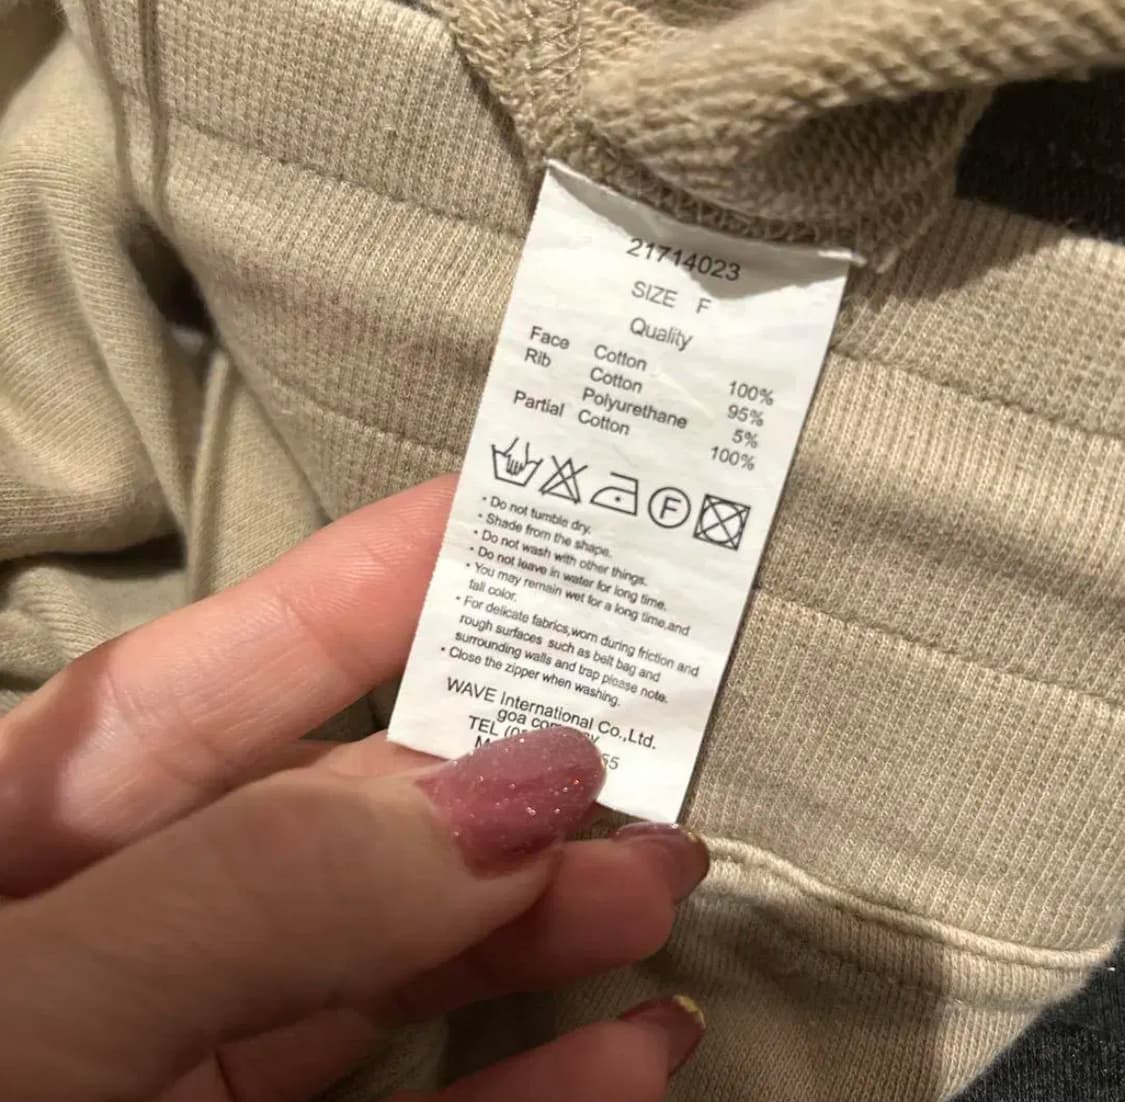 21714023
SIZE F
Quality
Face Cotton 100%
Rib Cotton 95%
Polyurethane 5%
Partial Cotton 100%
F
• Do not tumble dry.
• Shade from the shape.
• Do not wash with other things.
• Do not leave in water for long time.
• You may remain wet for a long time,and
fall color.
• For delicate fabrics,worn during friction and
rough surfaces such as belt bag and
surrounding walls and trap please note.
• Close the zipper when washing.
WAVE International Co.,Ltd.
goa
TEL